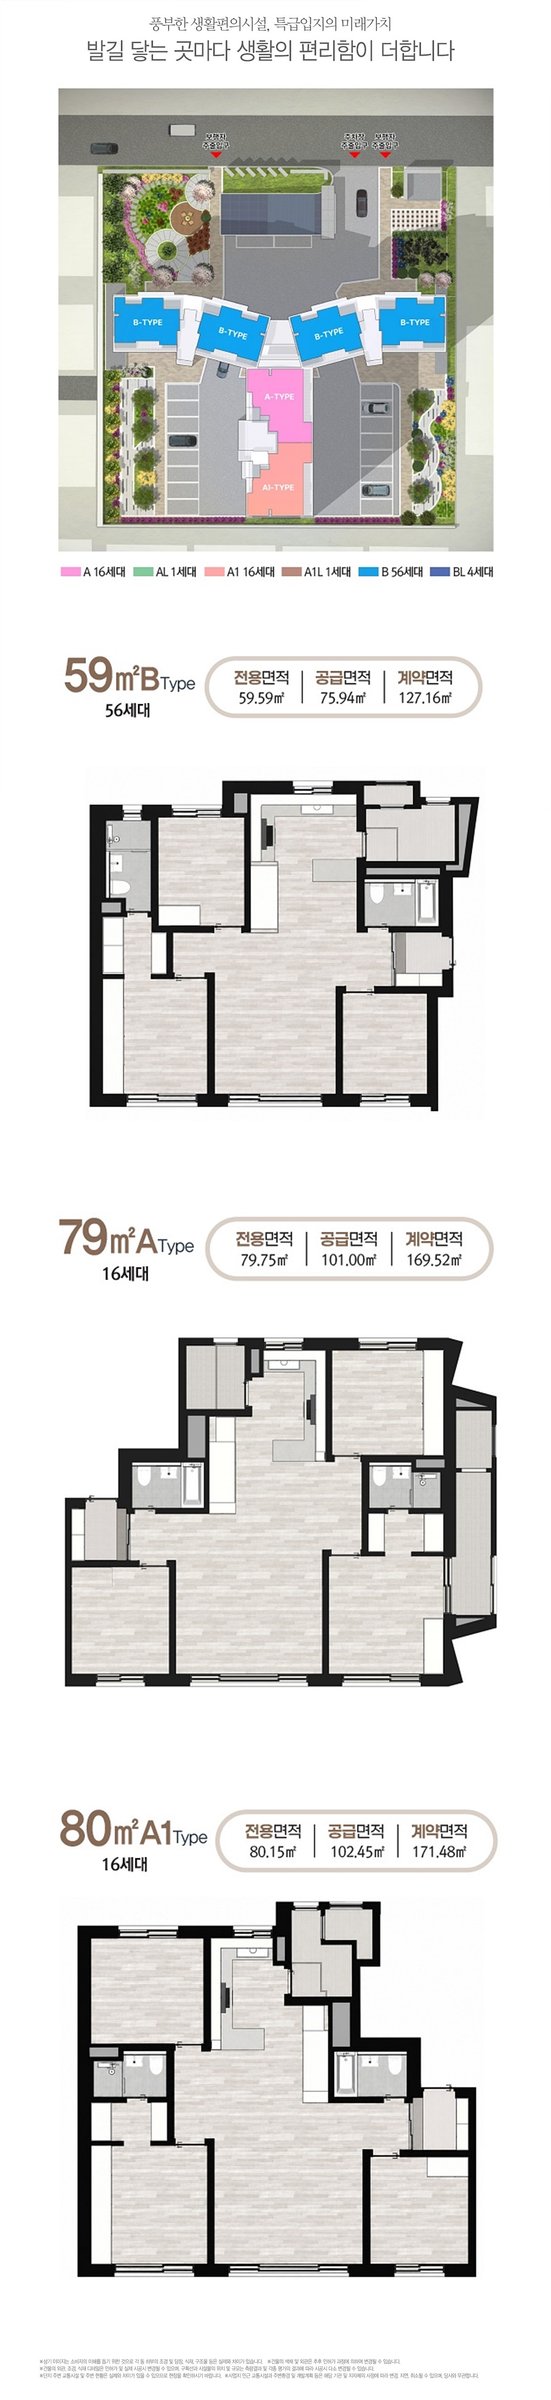 풍부한 생활편의시설, 특급입지의 미래가치
발길 닿는 곳마다 생활의 편리함이 더합니다
보행자 주출입구
주차장 주출입구
보행자 주출입구
B-TYPE
B-TYPE
B-TYPE
B-TYPE
A-TYPE
A1-TYPE
A 16세대 AL 1세대 A1 16세대 A1L 1세대 B 56세대 BL 4세대
59㎡B Type
56세대
전용면적 공급면적 계약면적
59.59㎡ 75.94㎡ 127.16㎡
79㎡A Type
16세대
전용면적 공급면적 계약면적
79.75㎡ 101.00㎡ 169.52㎡
80㎡A1 Type
16세대
전용면적 공급면적 계약면적
80.15㎡ 102.45㎡ 171.48㎡